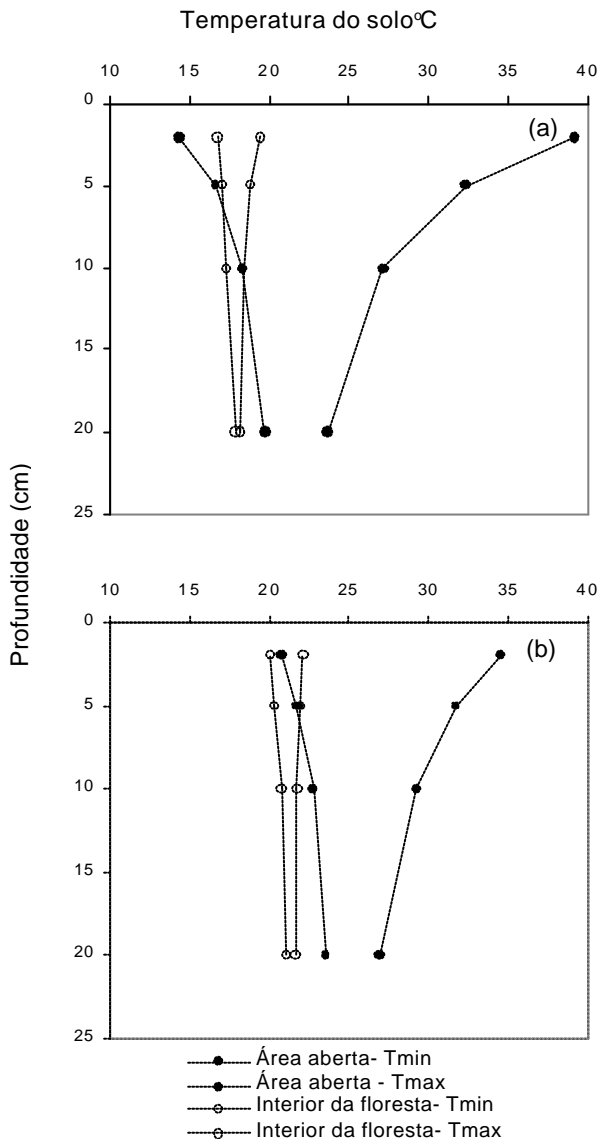 Temperatura do solo ºC
10 15 20 25 30 35 40
0
(a)
5
10
15
20
25
Profundidade (cm)
10 15 20 25 30 35 40
0
(b)
5
10
15
20
25
Área aberta- Tmin
Área aberta - Tmax
Interior da floresta- Tmin
Interior da floresta- Tmax